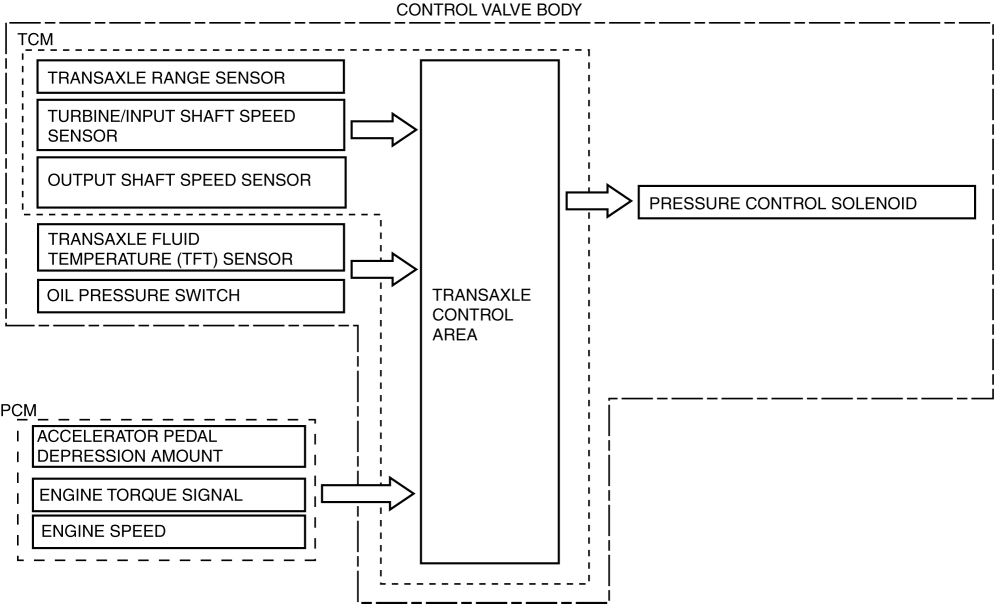 CONTROL VALVE BODY
TCM
TRANSAXLE RANGE SENSOR
TURBINE/INPUT SHAFT SPEED
SENSOR
OUTPUT SHAFT SPEED SENSOR
TRANSAXLE FLUID
TEMPERATURE (TFT) SENSOR
OIL PRESSURE SWITCH
TRANSAXLE
CONTROL
AREA
PRESSURE CONTROL SOLENOID
PCM
ACCELERATOR PEDAL
DEPRESSION AMOUNT
ENGINE TORQUE SIGNAL
ENGINE SPEED